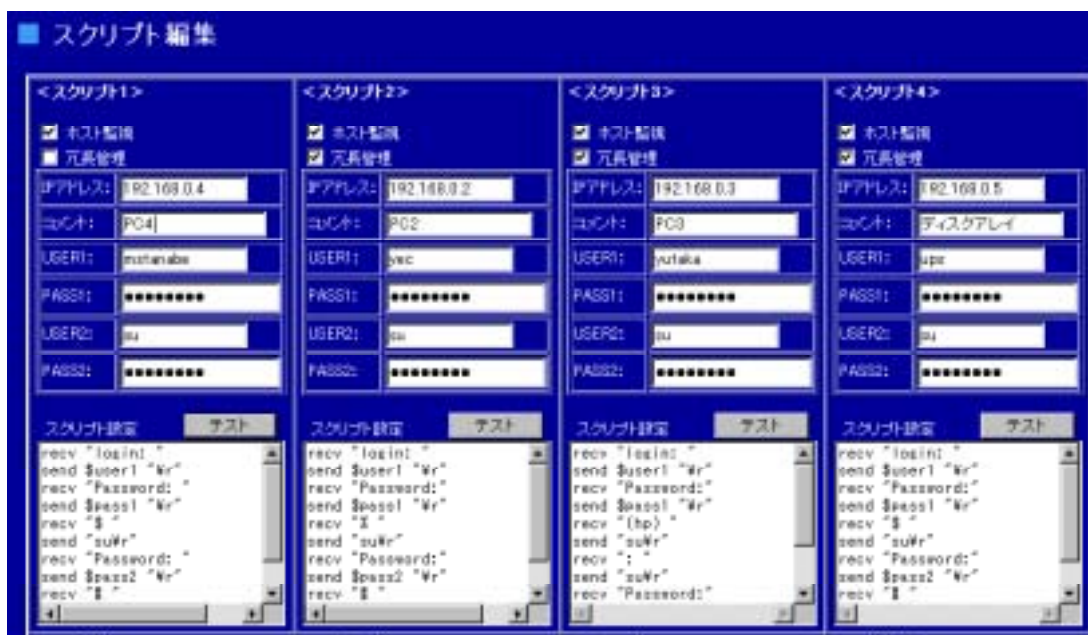 スクリプト編集
<スクリプト1>
ホスト監視
冗長管理
IPアドレス: 192.168.0.4
コメント: PC4
USER1: mstanabe
PASS1: ●●●●●●●●
USER2: su
PASS2: ●●●●●●●●
スクリプト設定 テスト
recv "login: "
send $user1 "¥r"
recv "Password: "
send $pass1 "¥r"
recv "$ "
send "su¥r"
recv "Password: "
send $pass2 "¥r"
recv "$ "
<スクリプト2>
ホスト監視
冗長管理
IPアドレス: 192.168.0.2
コメント: PC2
USER1: yec
PASS1: ●●●●●●●●
USER2: su
PASS2: ●●●●●●●●
スクリプト設定 テスト
recv "login: "
send $user1 "¥r"
recv "Password:"
send $pass1 "¥r"
recv "% "
send "su¥r"
recv "Password:"
send $pass2 "¥r"
recv "$ "
<スクリプト3>
ホスト監視
冗長管理
IPアドレス: 192.168.0.3
コメント: PC3
USER1: yutaka
PASS1: ●●●●●●●●
USER2: su
PASS2: ●●●●●●●●
スクリプト設定 テスト
recv "login: "
send $user1 "¥r"
recv "Password:"
send $pass1 "¥r"
recv "(hp) "
send "su¥r"
recv ": "
send "su¥r"
recv "Password:"
<スクリプト4>
ホスト監視
冗長管理
IPアドレス: 192.168.0.5
コメント: ディスクアレイ
USER1: ups
PASS1: ●●●●●●●●
USER2: su
PASS2: ●●●●●●●●
スクリプト設定 テスト
recv "login: "
send $user1 "¥r"
recv "Password:"
send $pass1 "¥r"
recv "$ "
send "su¥r"
recv "Password:"
send $pass2 "¥r"
recv "$ "